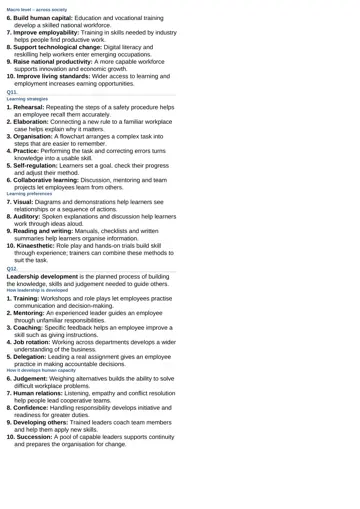 Macro level – across society
6. Build human capital: Education and vocational training
develop a skilled national workforce.
7. Improve employability: Training in skills needed by industry
helps people find productive work.
8. Support technological change: Digital literacy and
reskilling help workers enter emerging occupations.
9. Raise national productivity: A more capable workforce
supports innovation and economic growth.
10. Improve living standards: Wider access to learning and
employment increases earning opportunities.
Q11.
Learning strategies
1. Rehearsal: Repeating the steps of a safety procedure helps
an employee recall them accurately.
2. Elaboration: Connecting a new rule to a familiar workplace
case helps explain why it matters.
3. Organisation: A flowchart arranges a complex task into
steps that are easier to remember.
4. Practice: Performing the task and correcting errors turns
knowledge into a usable skill.
5. Self-regulation: Learners set a goal, check their progress
and adjust their method.
6. Collaborative learning: Discussion, mentoring and team
projects let employees learn from others.
Learning preferences
7. Visual: Diagrams and demonstrations help learners see
relationships or a sequence of actions.
8. Auditory: Spoken explanations and discussion help learners
work through ideas aloud.
9. Reading and writing: Manuals, checklists and written
summaries help learners organise information.
10. Kinaesthetic: Role play and hands-on trials build skill
through experience; trainers can combine these methods to
suit the task.
Q12.
Leadership development is the planned process of building
the knowledge, skills and judgement needed to guide others.
How leadership is developed
1. Training: Workshops and role plays let employees practise
communication and decision-making.
2. Mentoring: An experienced leader guides an employee
through unfamiliar responsibilities.
3. Coaching: Specific feedback helps an employee improve a
skill such as giving instructions.
4. Job rotation: Working across departments develops a wider
understanding of the business.
5. Delegation: Leading a real assignment gives an employee
practice in making accountable decisions.
How it develops human capacity
6. Judgement: Weighing alternatives builds the ability to solve
difficult workplace problems.
7. Human relations: Listening, empathy and conflict resolution
help people lead cooperative teams.
8. Confidence: Handling responsibility develops initiative and
readiness for greater duties.
9. Developing others: Trained leaders coach team members
and help them apply new skills.
10. Succession: A pool of capable leaders supports continuity
and prepares the organisation for change.